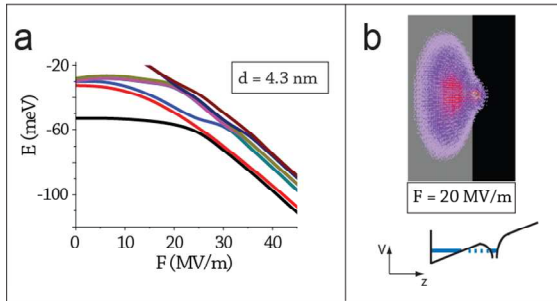 a
d = 4.3 nm
E (meV)
-20
-60
-100
0
10
20
30
40
F (MV/m)
b
F = 20 MV/m
V
z